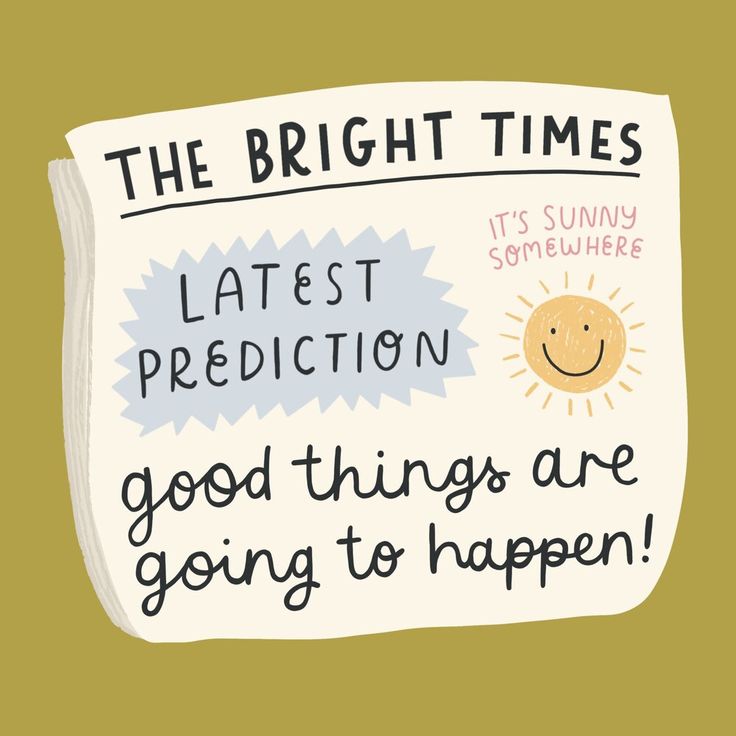 THE BRIGHT TIMES
IT'S SUNNY
SOMEWHERE
LATEST
PREDICTION
good things are
going to happen!